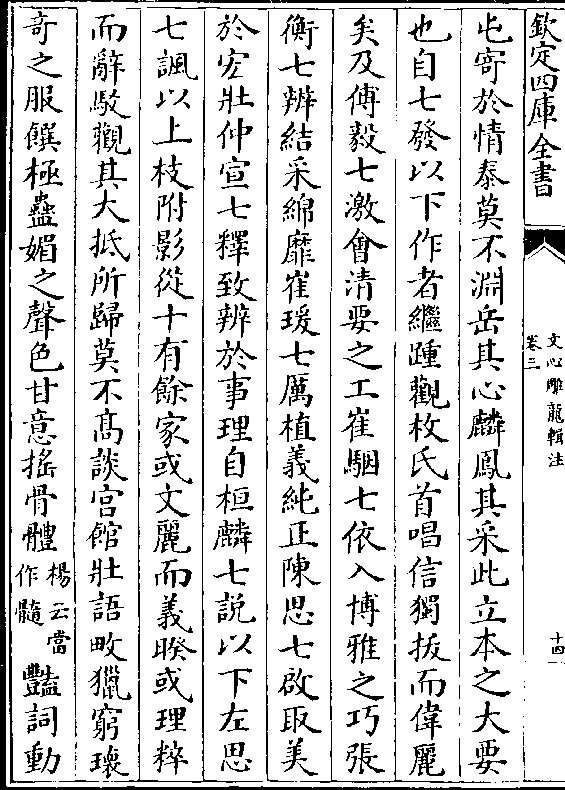 欽定四庫全書
文心雕龍輯注
卷三
十四
屯寄於情泰莫不淵岳其心麟鳳其采此立本之大要
也自七發以下作者繼踵觀枚氏首唱信獨拔而偉麗
矣及傅毅七激會清要之工崔駰七依入博雅之巧張
衡七辨結采綿靡崔瑗七厲植義純正陳思七啟取美
於宏壯仲宣七釋致辨於事理自桓麟七說以下左思
七諷以上枝附影從十有餘家或文麗而義暌或理粹
而辭駁觀其大抵所歸莫不髙談宫館壯語畋獵窮瓌
竒之服饌極蠱媚之聲色甘意搖骨體楊云當作髓豔詞動